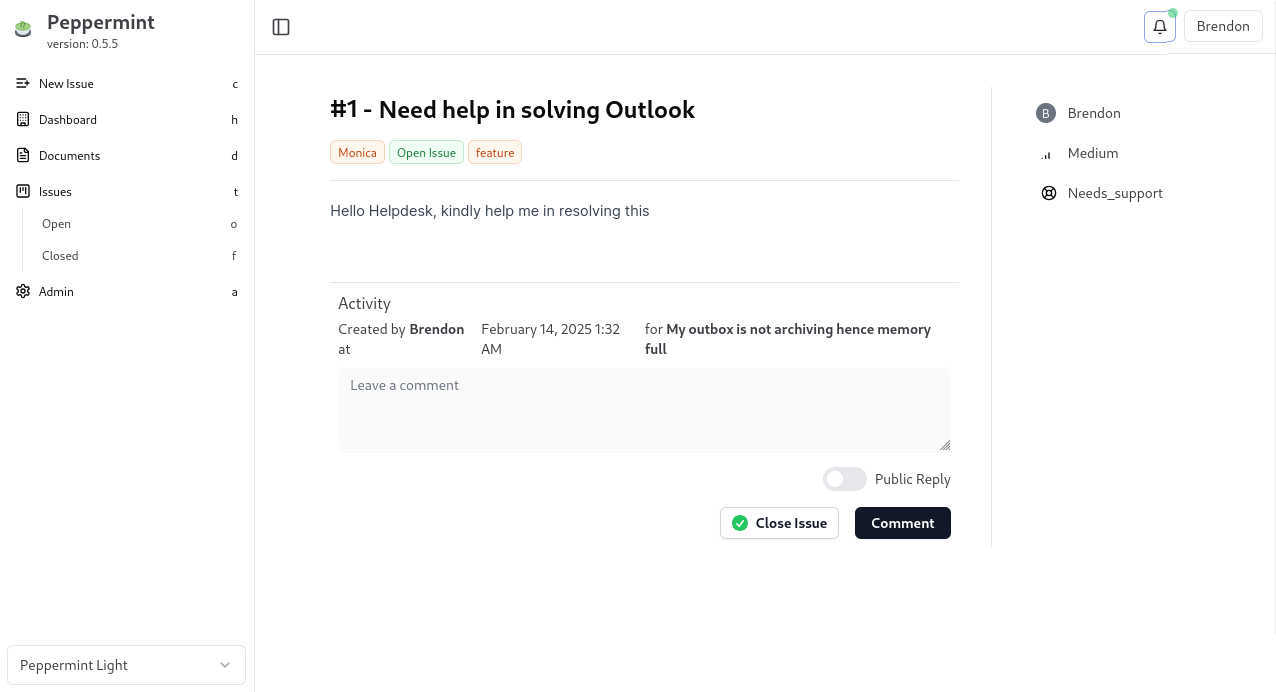 Peppermint
version: 0.5.5
New Issue c
Dashboard h
Documents d
Issues t
Open o
Closed f
Admin a
Peppermint Light
Brendon
#1 - Need help in solving Outlook
Monica Open Issue feature
Hello Helpdesk, kindly help me in resolving this
Activity
Created by Brendon at February 14, 2025 1:32 AM for My outbox is not archiving hence memory full
Leave a comment
Public Reply
Close Issue Comment
B Brendon
Medium
Needs_support